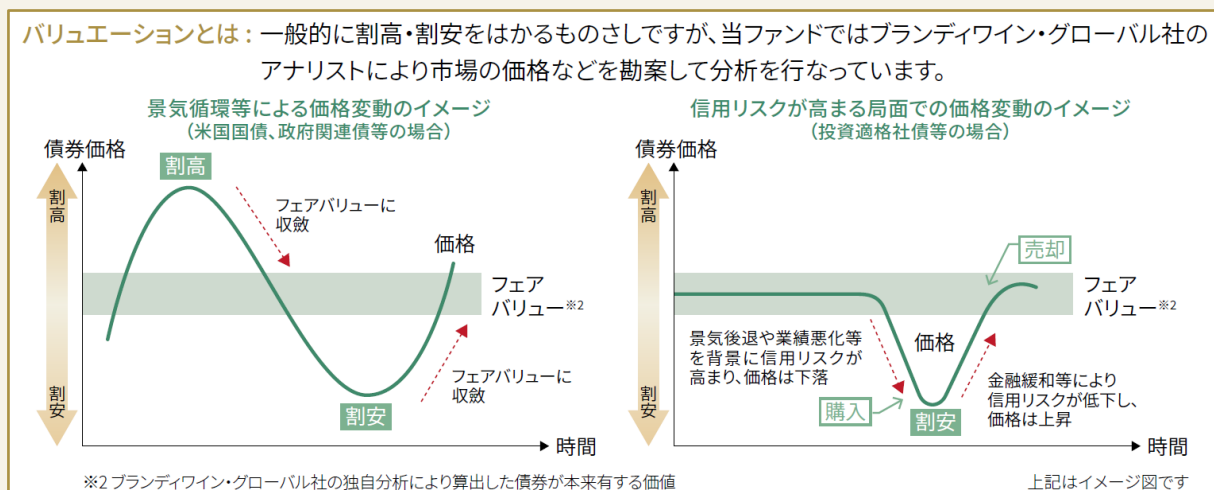 バリュエーションとは：一般的に割高・割安をはかるものさしですが、当ファンドではブランディワイン・グローバル社の
アナリストにより市場の価格などを勘案して分析を行なっています。
景気循環等による価格変動のイメージ
（米国国債、政府関連債等の場合）
債券価格
割高
割安
割高
フェアバリューに
収斂
価格
フェア
バリュー※2
フェアバリューに
収斂
割安
時間
信用リスクが高まる局面での価格変動のイメージ
（投資適格社債等の場合）
債券価格
割高
割安
売却
フェア
バリュー※2
景気後退や業績悪化等
を背景に信用リスクが
高まり、価格は下落
価格
購入
割安
金融緩和等により
信用リスクが低下し、
価格は上昇
時間
※2 ブランディワイン・グローバル社の独自分析により算出した債券が本来有する価値
上記はイメージ図です